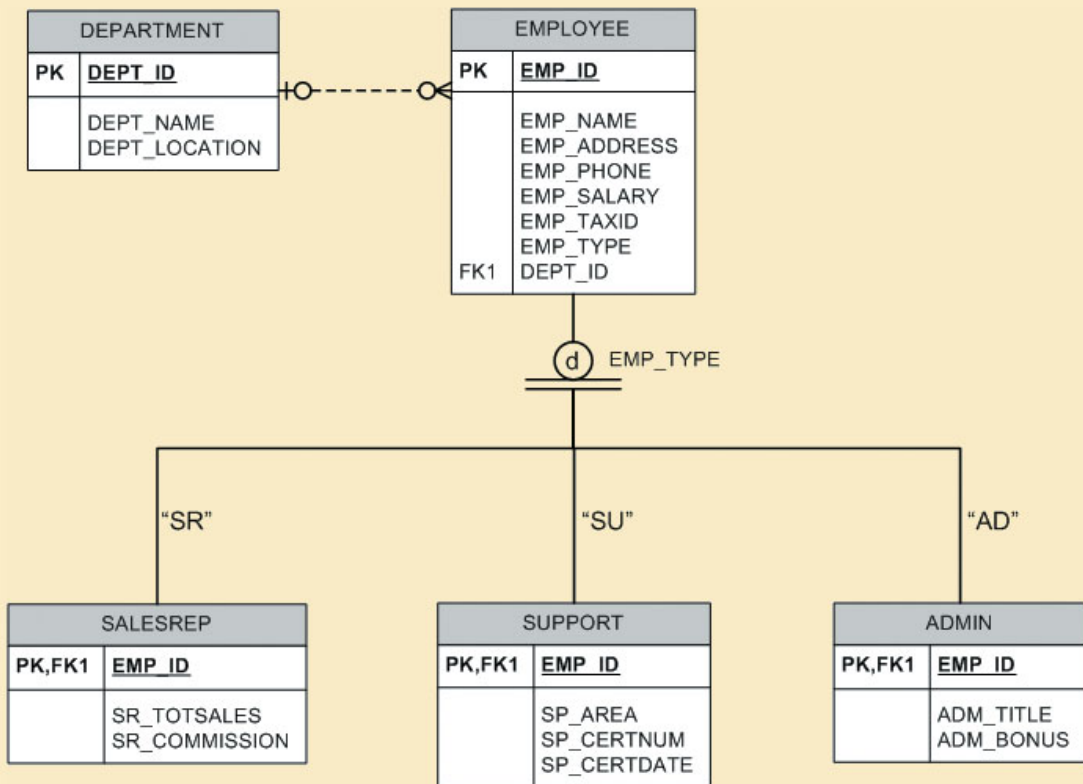 DEPARTMENT
PK DEPT_ID
DEPT_NAME
DEPT_LOCATION
EMPLOYEE
PK EMP_ID
EMP_NAME
EMP_ADDRESS
EMP_PHONE
EMP_SALARY
EMP_TAXID
EMP_TYPE
FK1 DEPT_ID
d EMP_TYPE
“SR”
“SU”
“AD”
SALESREP
PK,FK1 EMP_ID
SR_TOTSALES
SR_COMMISSION
SUPPORT
PK,FK1 EMP_ID
SP_AREA
SP_CERTNUM
SP_CERTDATE
ADMIN
PK,FK1 EMP_ID
ADM_TITLE
ADM_BONUS